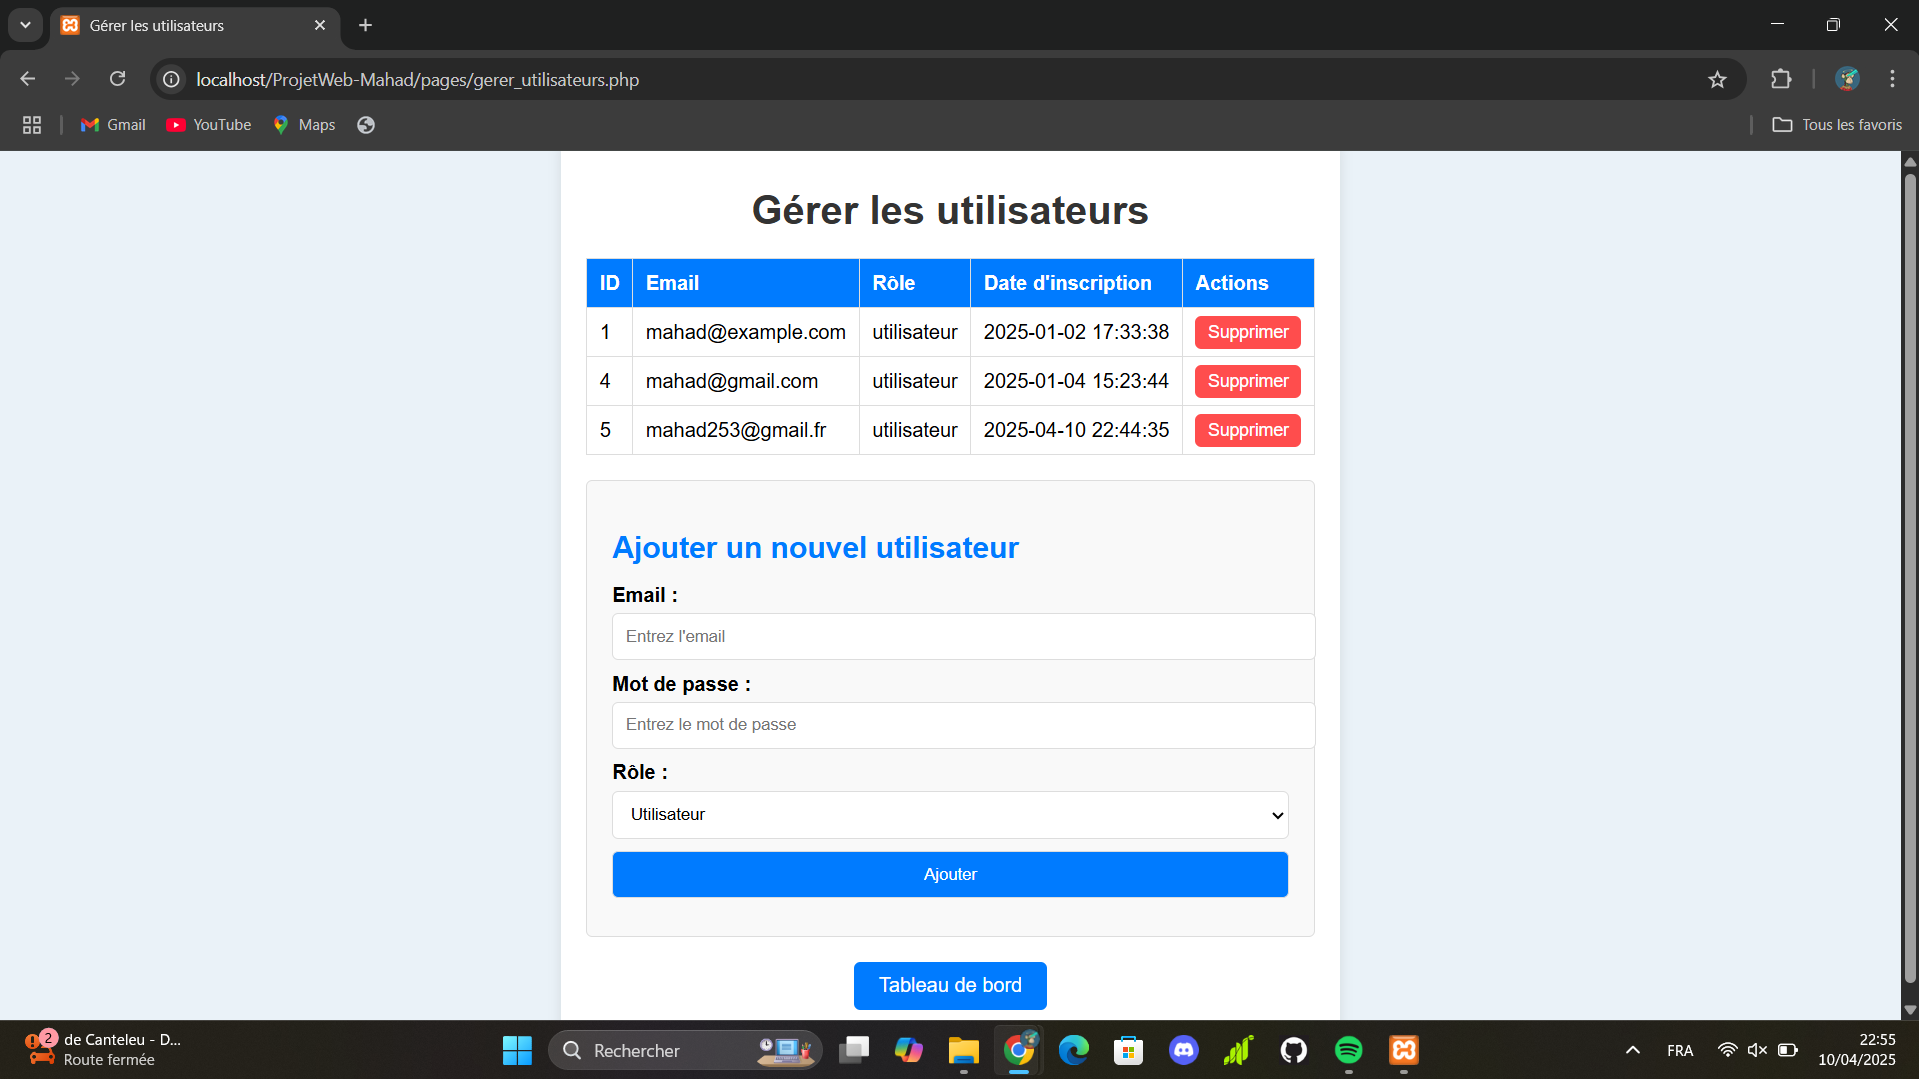 Gérer les utilisateurs
localhost/ProjetWeb-Mahad/pages/gerer_utilisateurs.php
Gmail YouTube Maps Tous les favoris
Gérer les utilisateurs
ID Email Rôle Date d'inscription Actions
1 mahad@example.com utilisateur 2025-01-02 17:33:38 Supprimer
4 mahad@gmail.com utilisateur 2025-01-04 15:23:44 Supprimer
5 mahad253@gmail.fr utilisateur 2025-04-10 22:44:35 Supprimer
Ajouter un nouvel utilisateur
Email :
Entrez l'email
Mot de passe :
Entrez le mot de passe
Rôle :
Utilisateur
Ajouter
Tableau de bord
2 de Canteleu - D...
Route fermée
Rechercher
FRA
22:55
10/04/2025